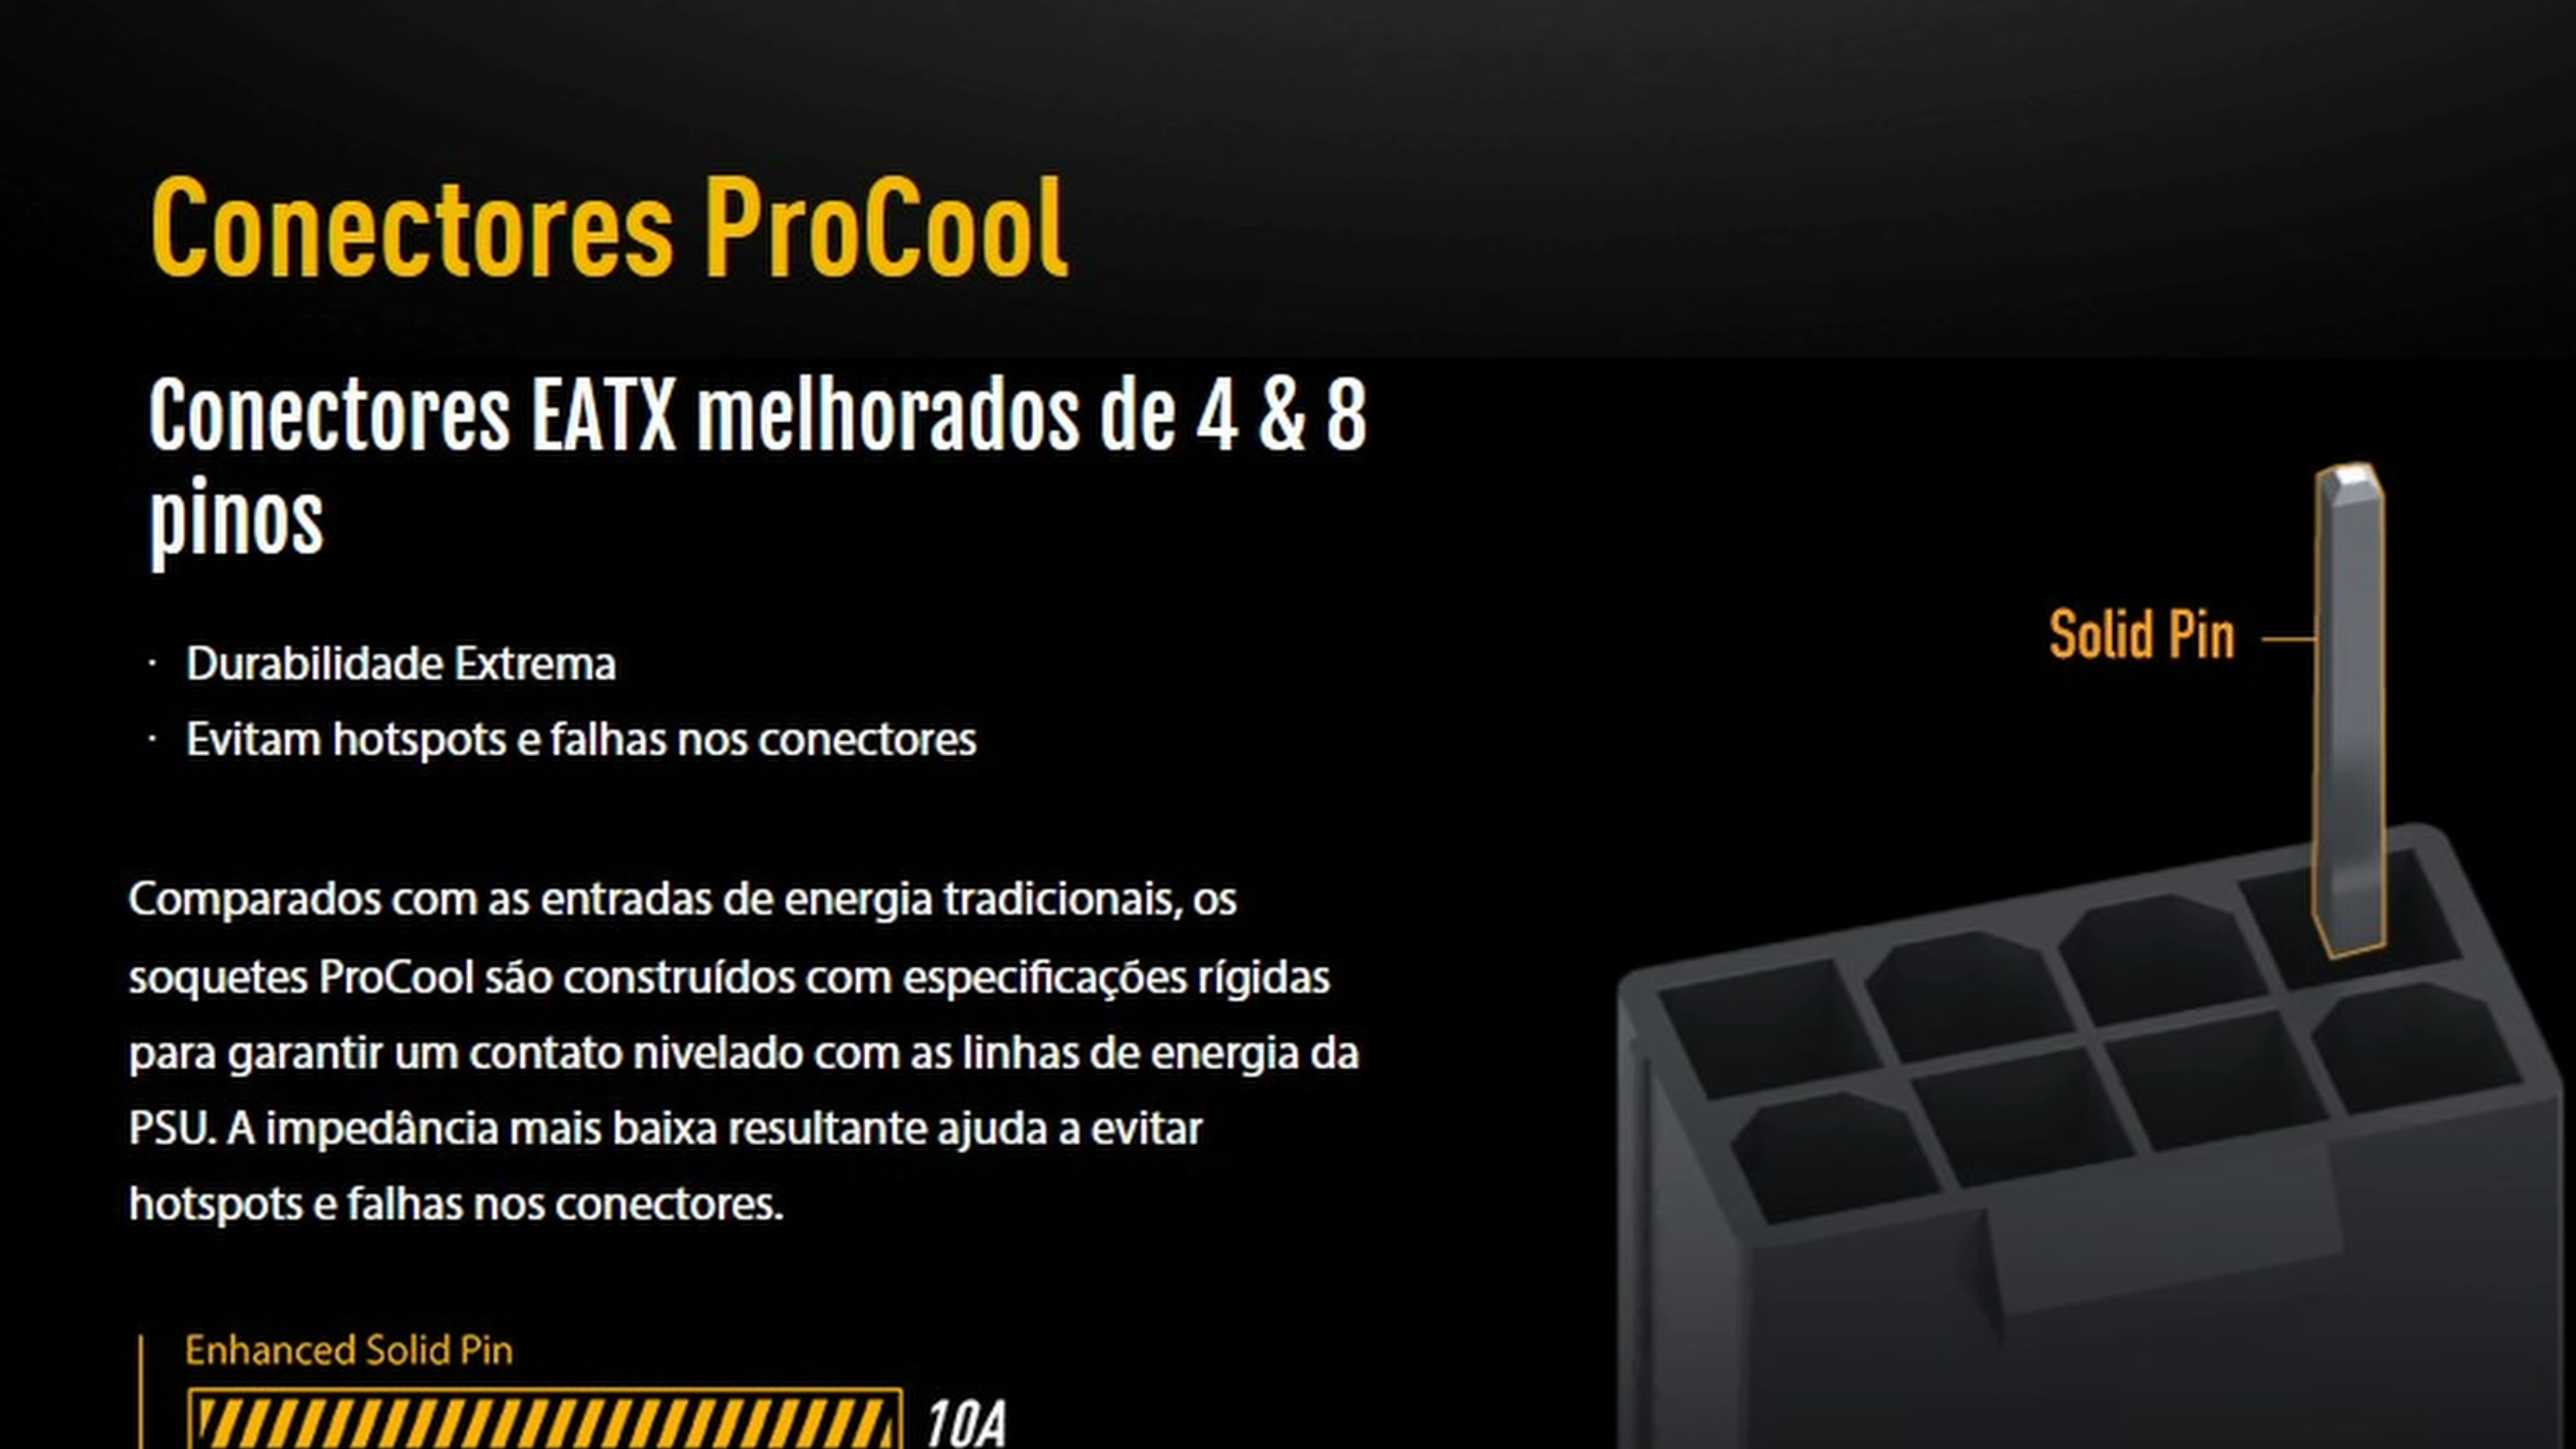 Conectores ProCool
Conectores EATX melhorados de 4 & 8
pinos
· Durabilidade Extrema
· Evitam hotspots e falhas nos conectores
Solid Pin
Comparados com as entradas de energia tradicionais, os
soquetes ProCool são construídos com especificações rígidas
para garantir um contato nivelado com as linhas de energia da
PSU. A impedância mais baixa resultante ajuda a evitar
hotspots e falhas nos conectores.
Enhanced Solid Pin
10A